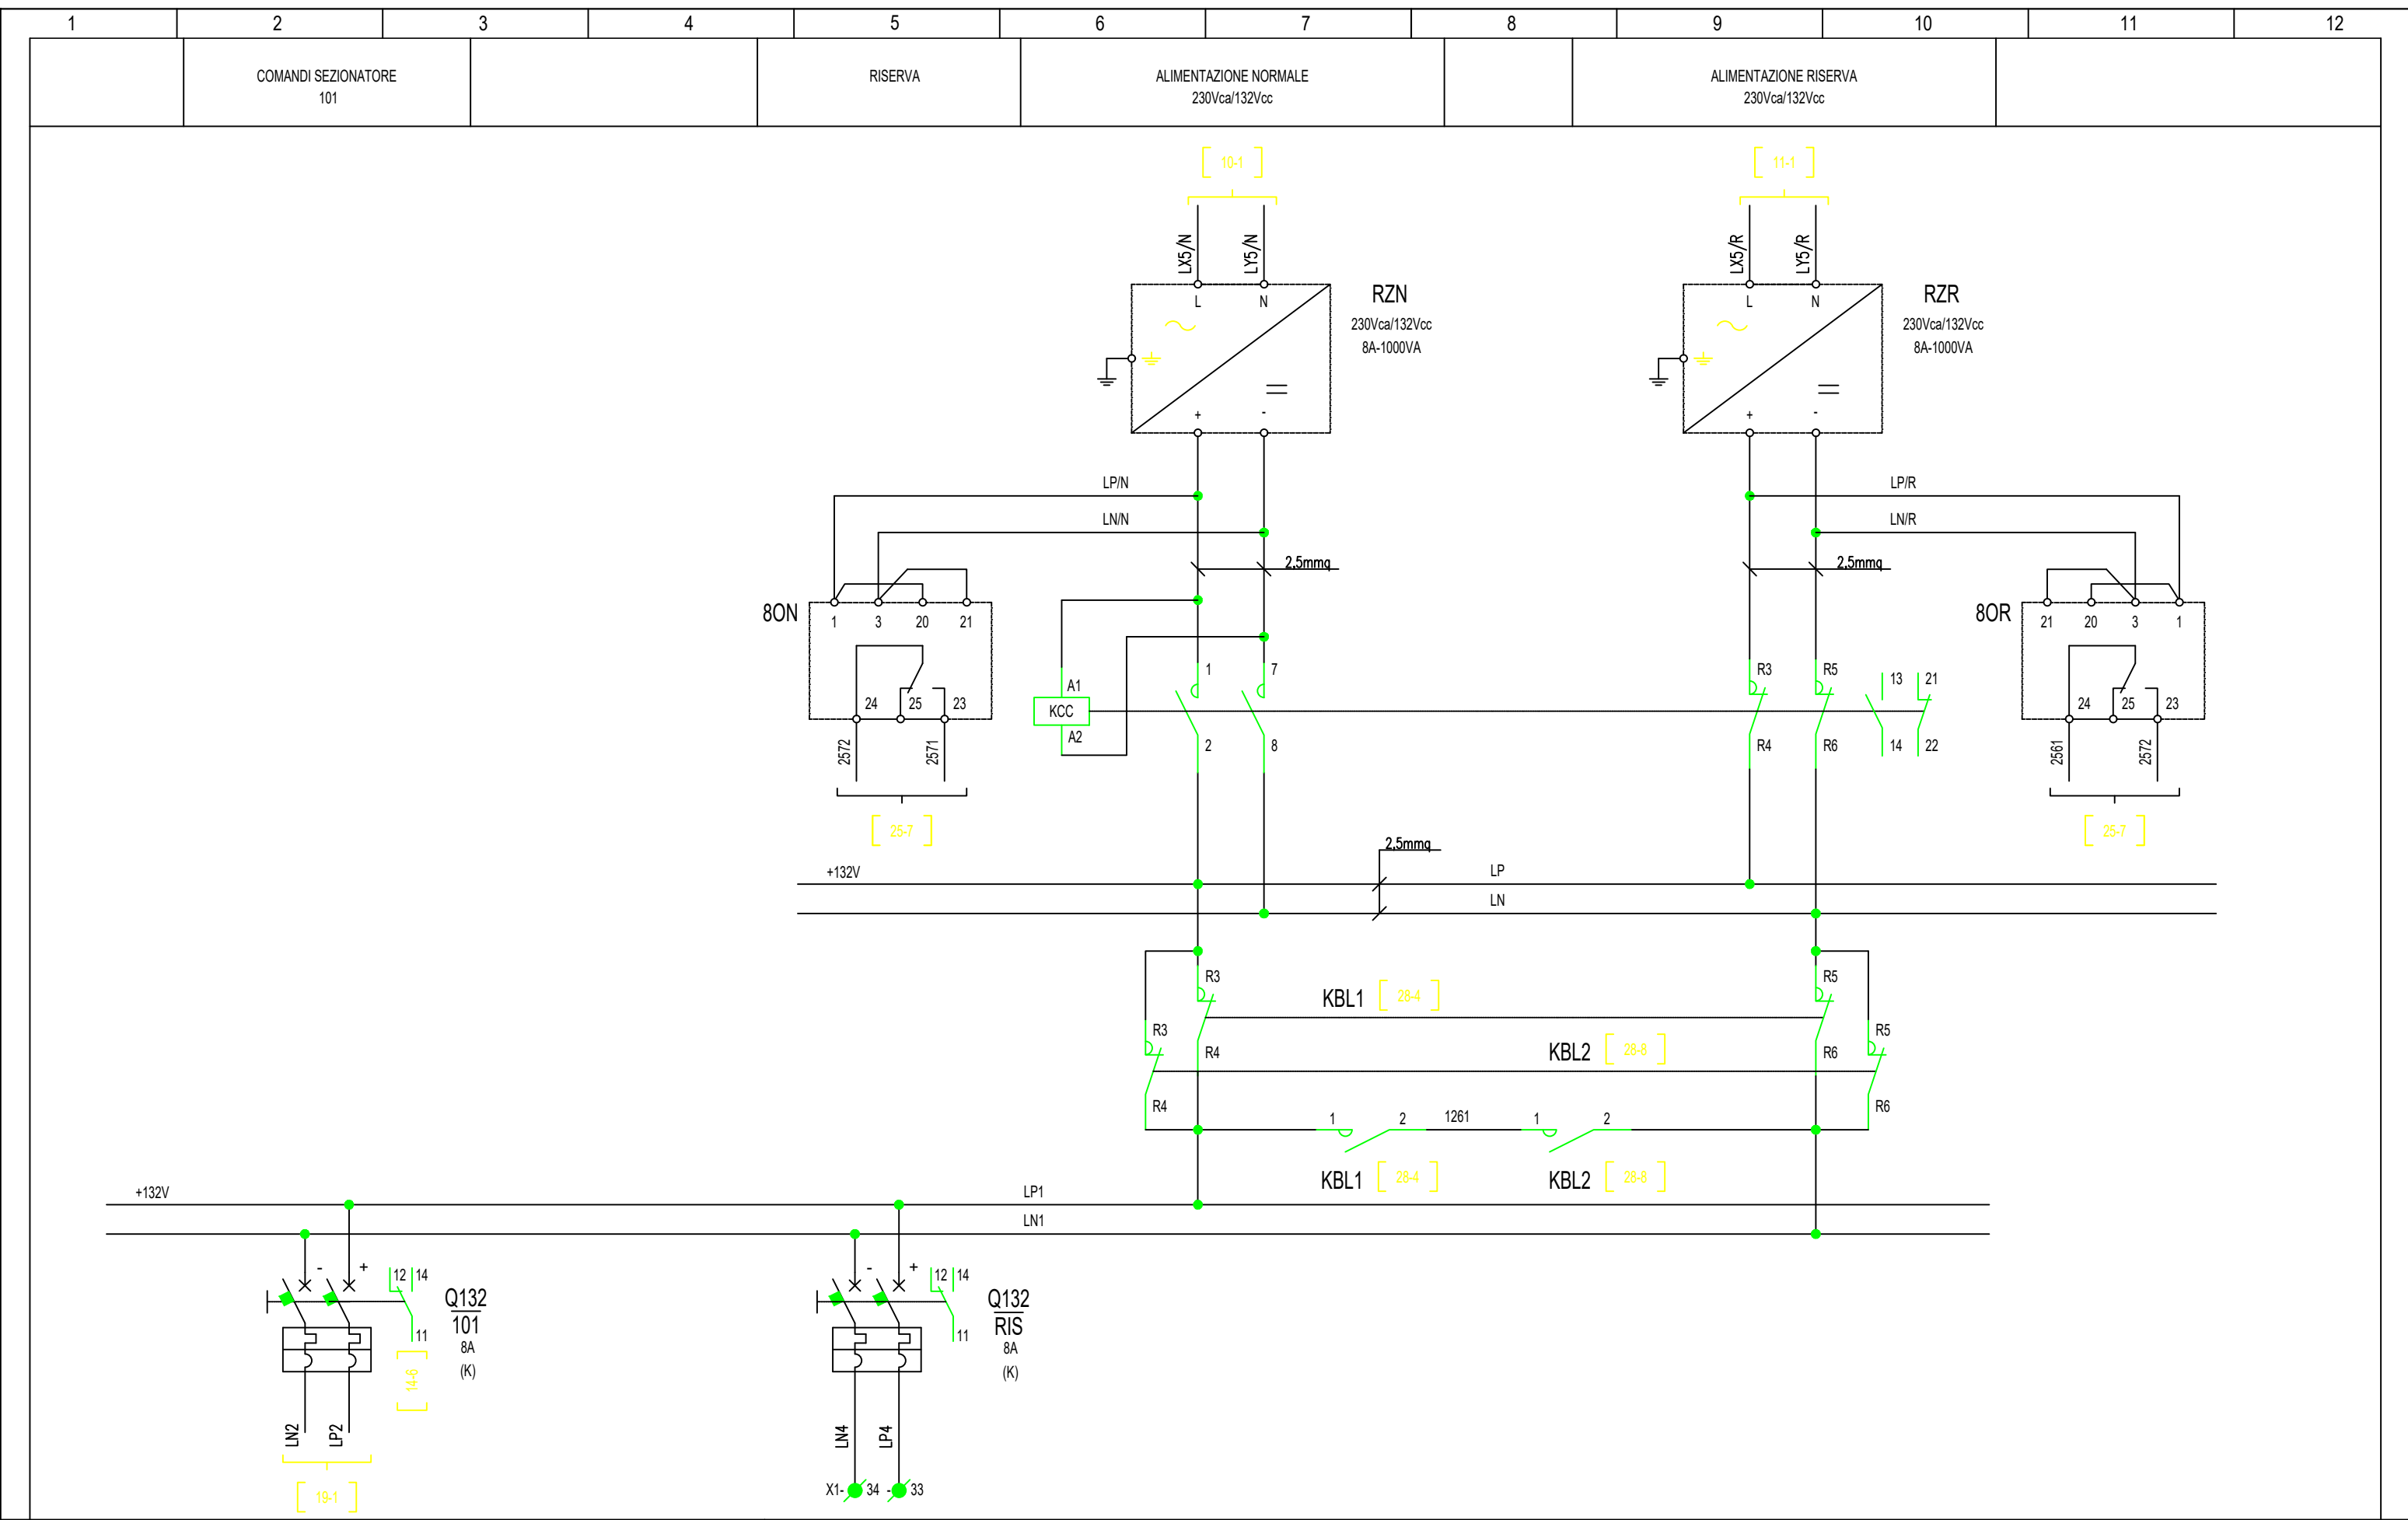 1 2 3 4 5 6 7 8 9 10 11 12
COMANDI SEZIONATORE
101
RISERVA
ALIMENTAZIONE NORMALE
230Vca/132Vcc
ALIMENTAZIONE RISERVA
230Vca/132Vcc
10-1
11-1
LX5/N LY5/N
LX5/R LY5/R
L N
RZN
230Vca/132Vcc
8A-1000VA
+ -
L N
RZR
230Vca/132Vcc
8A-1000VA
+ -
LP/N
LN/N
2.5mmq
LP/R
LN/R
2.5mmq
8ON
1 3 20 21
24 25 23
2572 2571
25-7
A1
KCC
A2
1 7
2 8
R3 R5 13 21
R4 R6 14 22
8OR
21 20 3 1
24 25 23
2561 2572
25-7
2.5mmq
+132V
LP
LN
R3
R4
KBL1 28-4
R5
R6
R3
R4
KBL2 28-8
R5
R6
1 2 1261 1 2
KBL1 28-4
KBL2 28-8
+132V
LP1
LN1
- +
12 14
11
Q132
101
8A
(K)
14-6
LN2 LP2
19-1
- +
12 14
11
Q132
RIS
8A
(K)
LN4 LP4
X1- 34 - 33